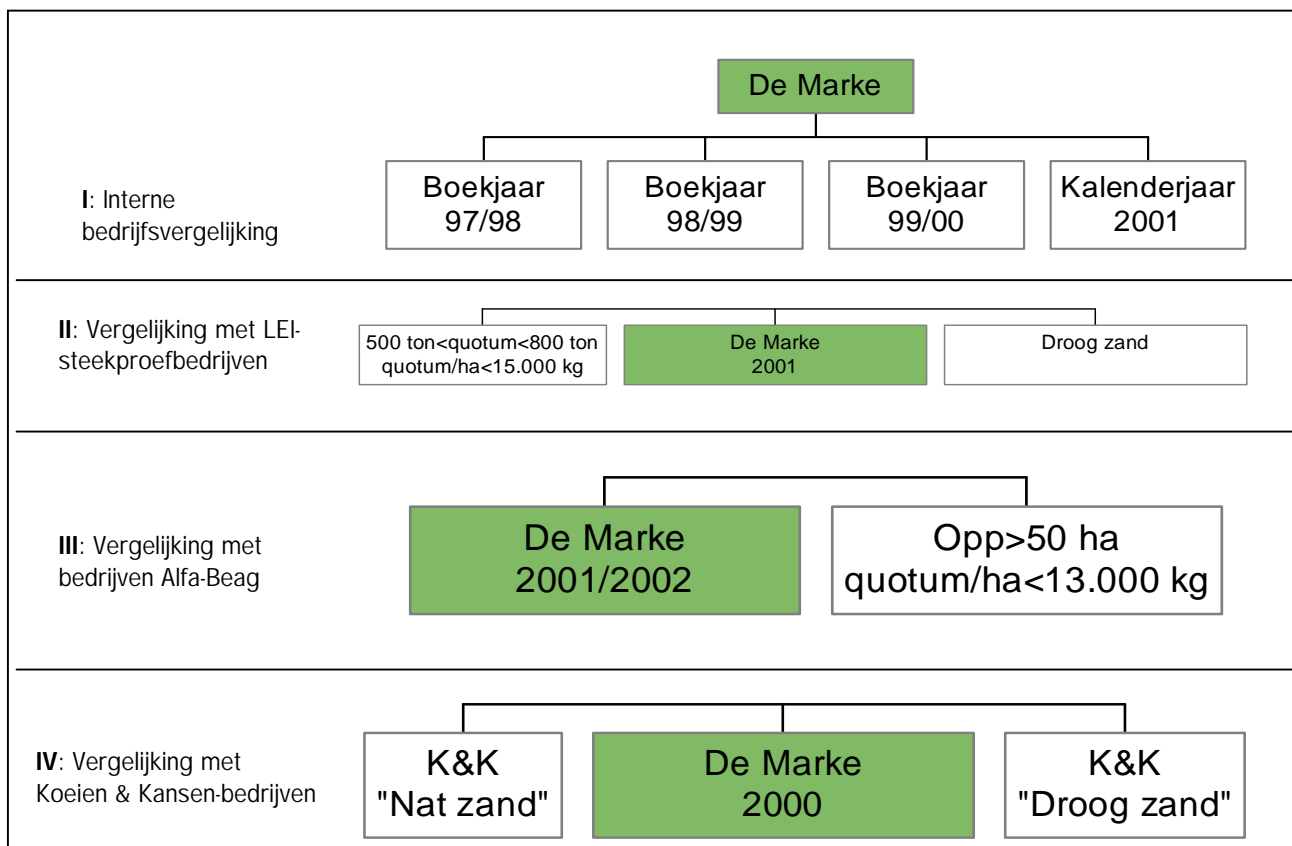 De Marke
I: Interne
bedrijfsvergelijking
Boekjaar
97/98
Boekjaar
98/99
Boekjaar
99/00
Kalenderjaar
2001
II: Vergelijking met LEI-
steekproefbedrijven
500 ton<quotum<800 ton
quotum/ha<15.000 kg
De Marke
2001
Droog zand
III: Vergelijking met
bedrijven Alfa-Beag
De Marke
2001/2002
Opp>50 ha
quotum/ha<13.000 kg
IV: Vergelijking met
Koeien & Kansen-bedrijven
K&K
"Nat zand"
De Marke
2000
K&K
"Droog zand"